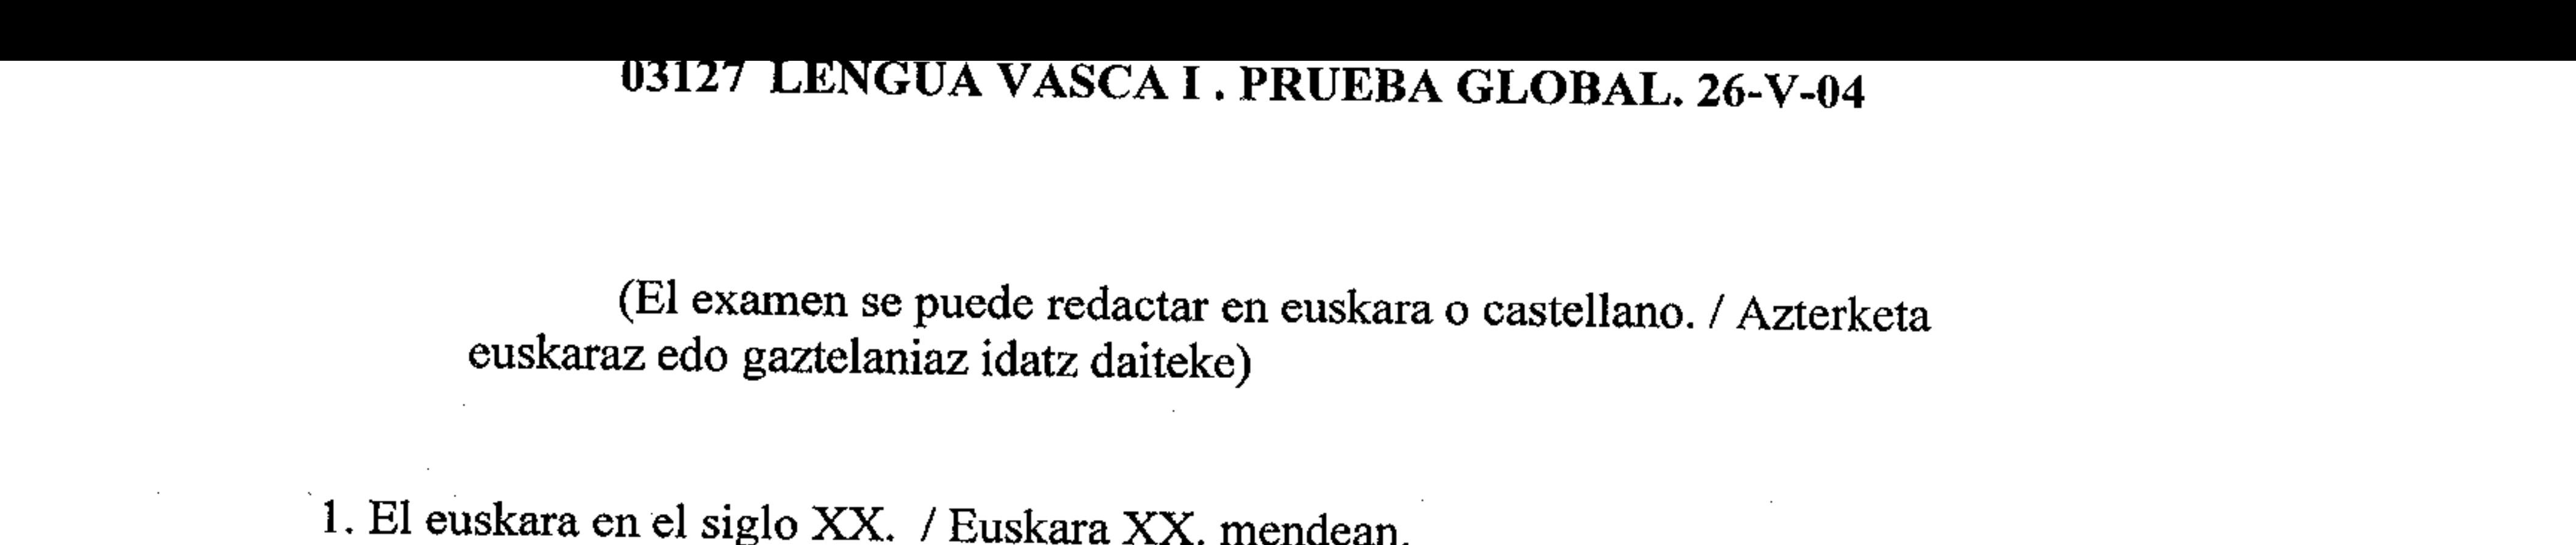 03127 LENGUA VASCA I . PRUEBA GLOBAL. 26-V-04
(El examen se puede redactar en euskara o castellano. / Azterketa
euskaraz edo gaztelaniaz idatz daiteke)
1. El euskara en el siglo XX. / Euskara XX. mendean.